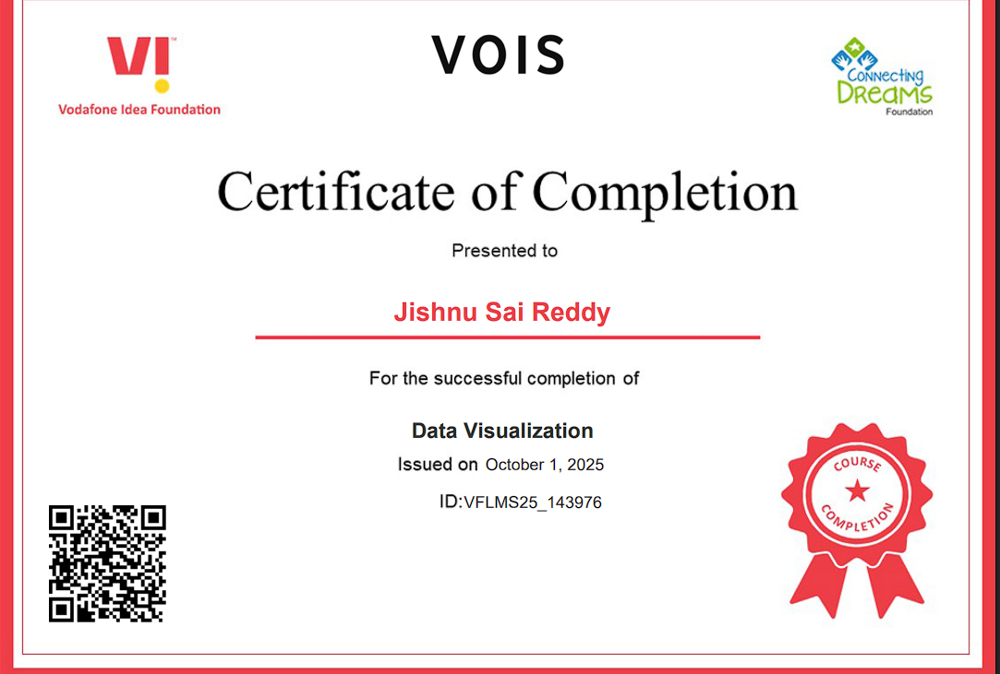 VI™
Vodafone Idea Foundation
VOIS
CONNECTING
DREAMS
Foundation
Certificate of Completion
Presented to
Jishnu Sai Reddy
For the successful completion of
Data Visualization
Issued on October 1, 2025
ID:VFLMS25_143976
COURSE
COMPLETION